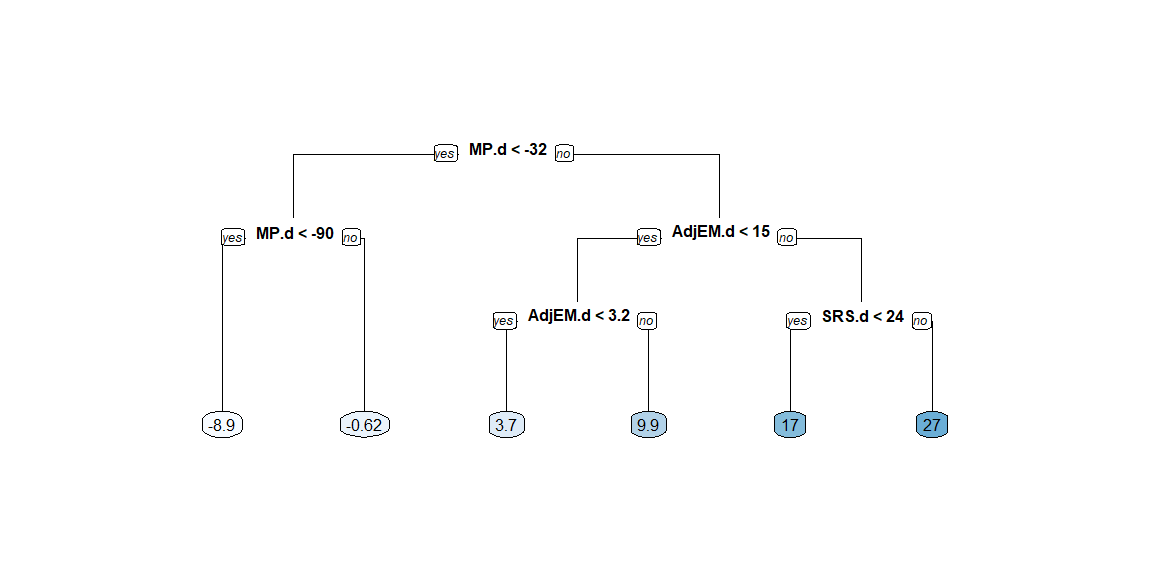 yes MP.d < -32 no
yes MP.d < -90 no
yes AdjEM.d < 15 no
yes AdjEM.d < 3.2 no
yes SRS.d < 24 no
-8.9
-0.62
3.7
9.9
17
27